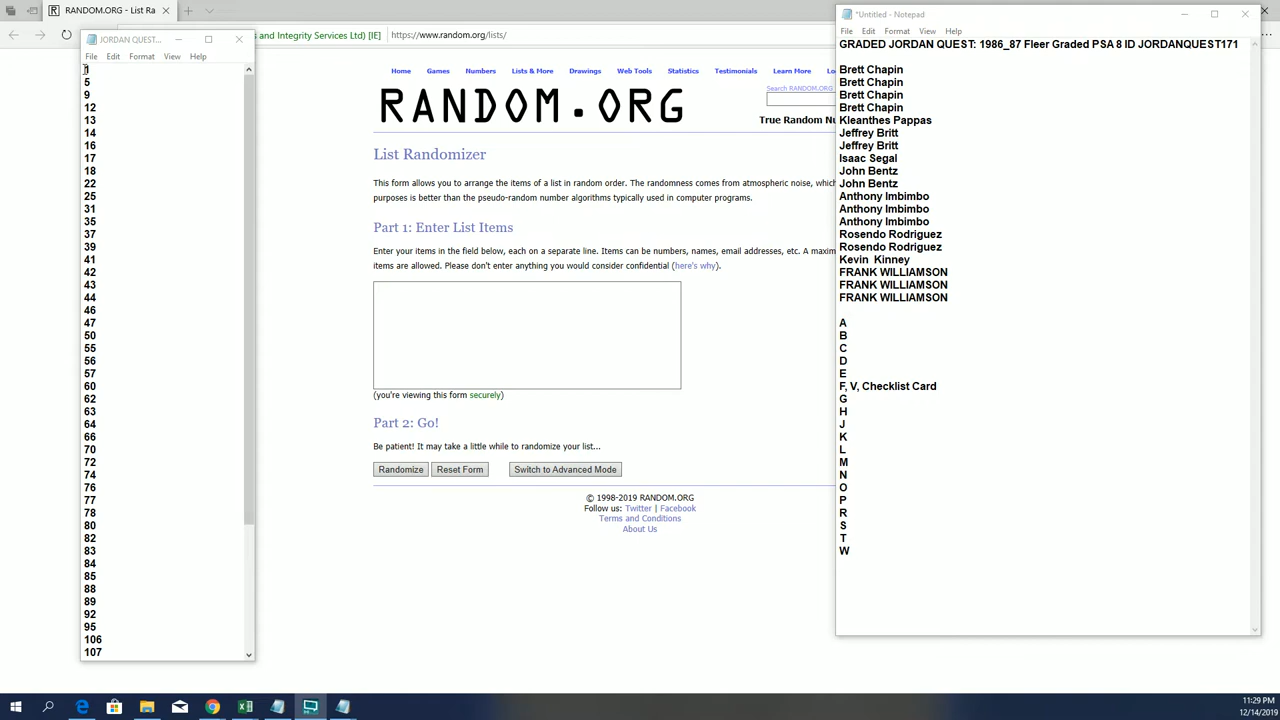 RANDOM.ORG - List Ra
s and Integrity Services Ltd) [IE]
https://www.random.org/lists/
JORDAN QUEST...
File Edit Format View Help
1
5
9
12
13
14
16
17
18
22
25
31
35
37
39
41
42
43
44
46
47
50
55
56
57
60
62
63
64
66
70
72
74
76
77
78
80
82
83
84
85
88
89
92
95
106
107
Home Games Numbers Lists & More Drawings Web Tools Statistics Testimonials Learn More Lo
Search RANDOM.ORG
RANDOM.ORG
True Random Nu
List Randomizer
This form allows you to arrange the items of a list in random order. The randomness comes from atmospheric noise, whic
purposes is better than the pseudo-random number algorithms typically used in computer programs.
Part 1: Enter List Items
Enter your items in the field below, each on a separate line. Items can be numbers, names, email addresses, etc. A maxim
items are allowed. Please don't enter anything you would consider confidential (here's why).
(you're viewing this form securely)
Part 2: Go!
Be patient! It may take a little while to randomize your list...
Randomize Reset Form Switch to Advanced Mode
© 1998-2019 RANDOM.ORG
Follow us: Twitter | Facebook
Terms and Conditions
About Us
*Untitled - Notepad
File Edit Format View Help
GRADED JORDAN QUEST: 1986_87 Fleer Graded PSA 8 ID JORDANQUEST171
Brett Chapin
Brett Chapin
Brett Chapin
Brett Chapin
Kleanthes Pappas
Jeffrey Britt
Jeffrey Britt
Isaac Segal
John Bentz
John Bentz
Anthony Imbimbo
Anthony Imbimbo
Anthony Imbimbo
Rosendo Rodriguez
Rosendo Rodriguez
Kevin  Kinney
FRANK WILLIAMSON
FRANK WILLIAMSON
FRANK WILLIAMSON
A
B
C
D
E
F, V, Checklist Card
G
H
J
K
L
M
N
O
P
R
S
T
W
11:29 PM
12/14/2019